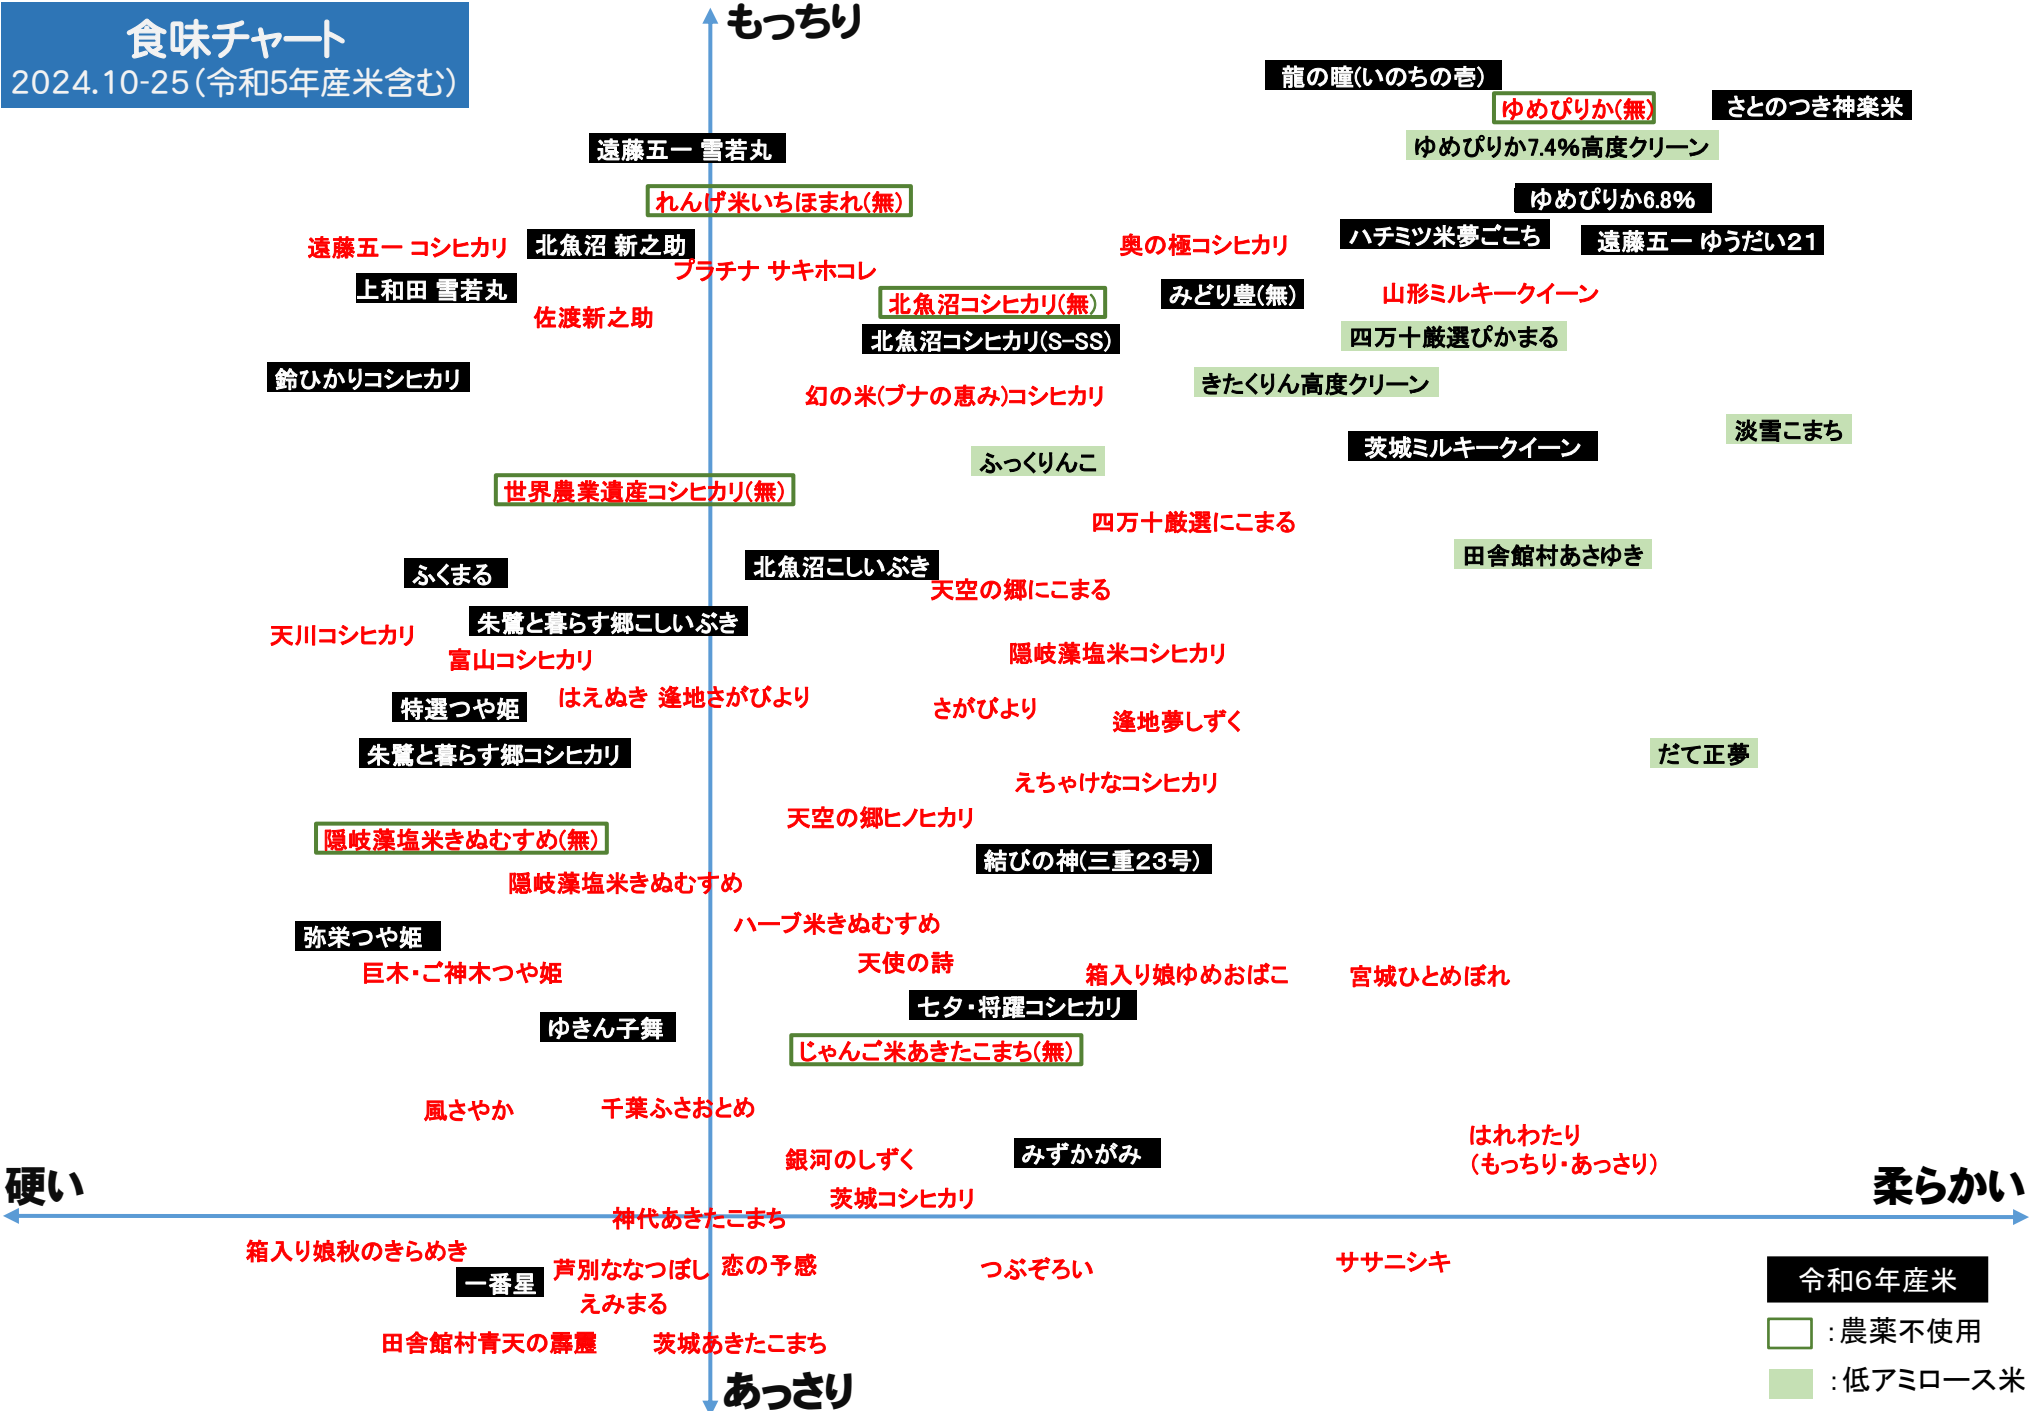 食味チャート
2024.10-25(令和5年産米含む)
もっちり
龍の瞳(いのちの壱)
ゆめぴりか(無)
さとのつき神楽米
遠藤五一 雪若丸
ゆめぴりか7.4%高度クリーン
れんげ米いちほまれ(無)
ゆめぴりか6.8%
遠藤五一 コシヒカリ
北魚沼 新之助
奥の極コシヒカリ
ハチミツ米夢ごこち
遠藤五一 ゆうだい21
プラチナ サキホコレ
上和田 雪若丸
北魚沼コシヒカリ(無)
みどり豊(無)
山形ミルキークイーン
佐渡新之助
北魚沼コシヒカリ(S-SS)
四万十厳選ぴかまる
鈴ひかりコシヒカリ
幻の米(ブナの恵み)コシヒカリ
きたくりん高度クリーン
淡雪こまち
茨城ミルキークイーン
ふっくりんこ
世界農業遺産コシヒカリ(無)
四万十厳選にこまる
田舎館村あさゆき
ふくまる
北魚沼こしいぶき
天空の郷にこまる
朱鷺と暮らす郷こしいぶき
天川コシヒカリ
富山コシヒカリ
隠岐藻塩米コシヒカリ
はえぬき 逢地さがびより
特選つや姫
さがびより
逢地夢しずく
朱鷺と暮らす郷コシヒカリ
だて正夢
えちゃけなコシヒカリ
天空の郷ヒノヒカリ
隠岐藻塩米きぬむすめ(無)
結びの神(三重23号)
隠岐藻塩米きぬむすめ
ハーブ米きぬむすめ
弥栄つや姫
天使の詩
巨木・ご神木つや姫
箱入り娘ゆめおばこ
宮城ひとめぼれ
七夕・将躍コシヒカリ
ゆきん子舞
じゃんご米あきたこまち(無)
風さやか
千葉ふさおとめ
はれわたり
(もっちり・あっさり)
銀河のしずく
みずかがみ
硬い
柔らかい
茨城コシヒカリ
神代あきたこまち
箱入り娘秋のきらめき
一番星
芦別ななつぼし
恋の予感
つぶぞろい
ササニシキ
えみまる
令和6年産米
田舎館村青天の霹靂
茨城あきたこまち
:農薬不使用
あっさり
:低アミロース米